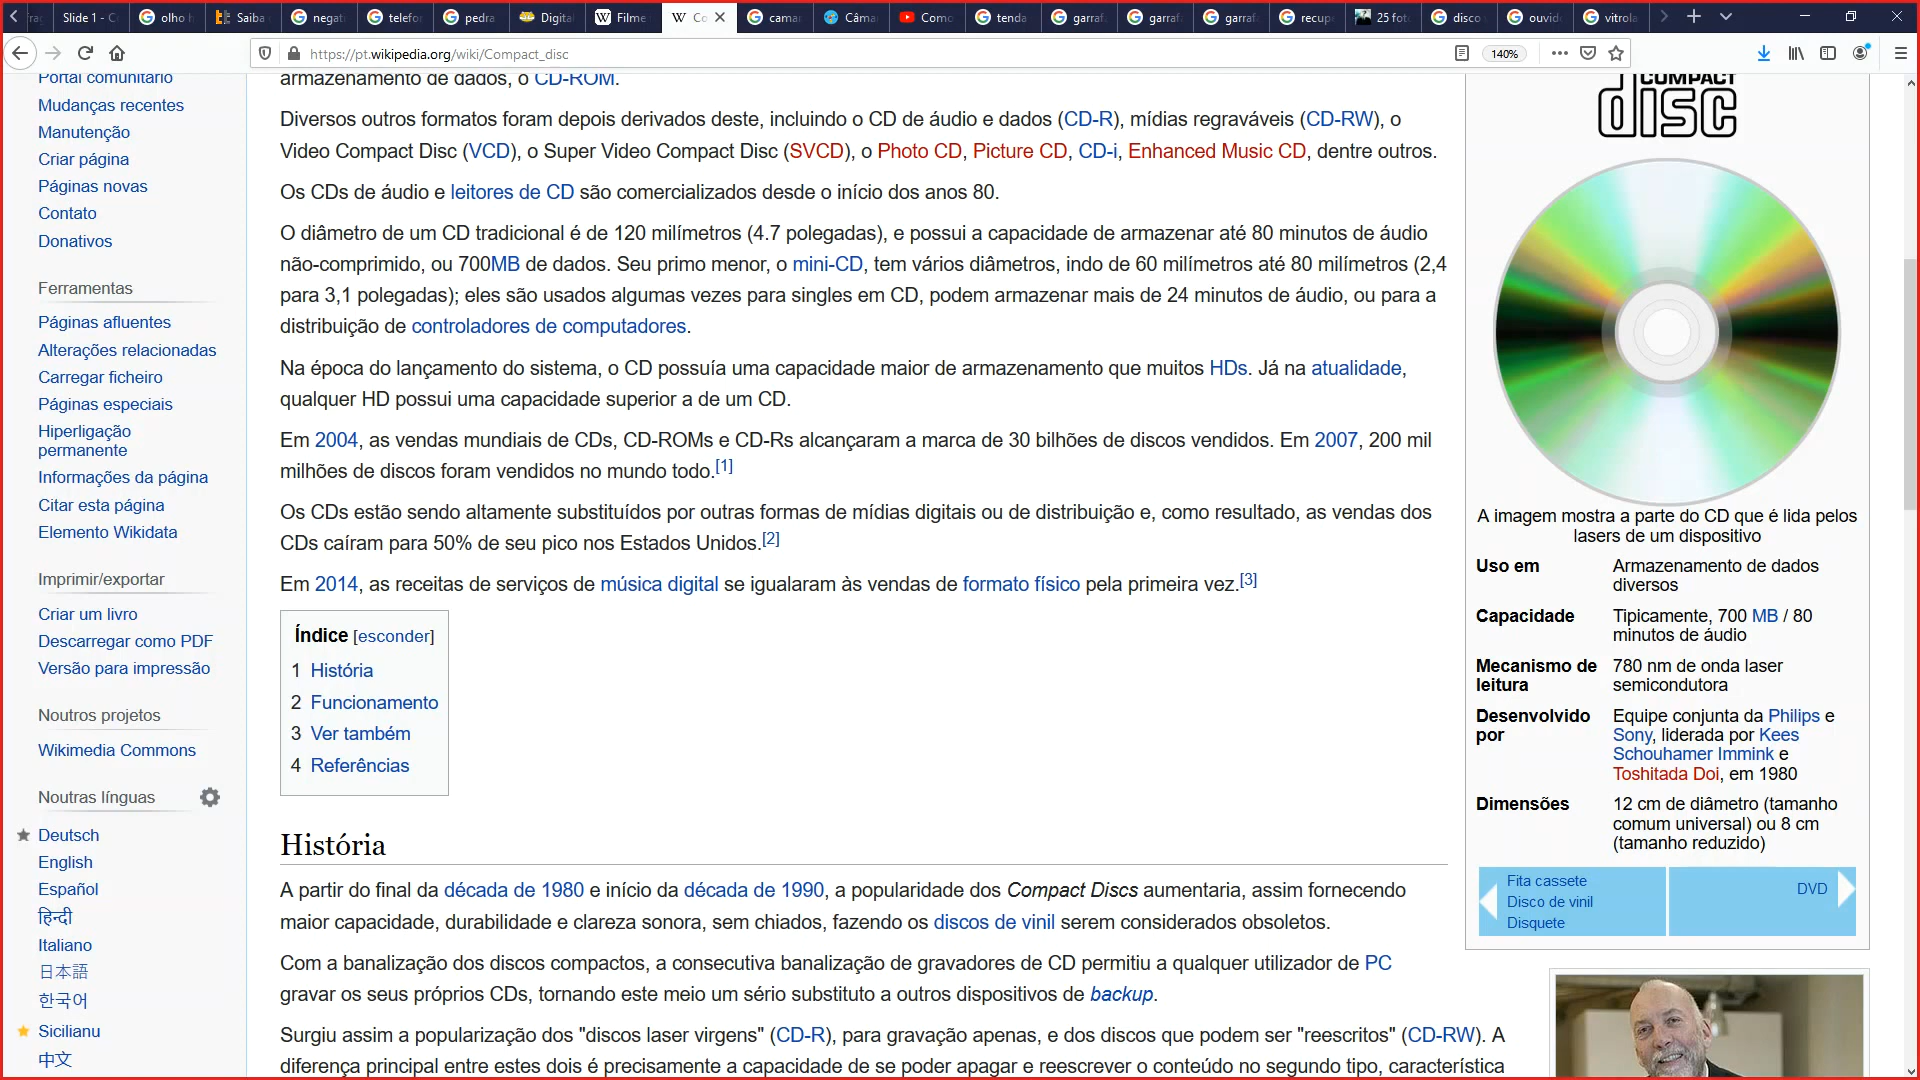 Slide 1 - C
olho h
Saiba
negati
telefor
pedra
Digita
Filme
Co
camar
Câma
Como
tenda
garraf
garraf
garraf
recup
25 fot
disco
ouvid
vitrola
https://pt.wikipedia.org/wiki/Compact_disc
140%
Portal comunitário
Mudanças recentes
Manutenção
Criar página
Páginas novas
Contato
Donativos
Ferramentas
Páginas afluentes
Alterações relacionadas
Carregar ficheiro
Páginas especiais
Hiperligação
permanente
Informações da página
Citar esta página
Elemento Wikidata
Imprimir/exportar
Criar um livro
Descarregar como PDF
Versão para impressão
Noutros projetos
Wikimedia Commons
Noutras línguas
Deutsch
English
Español
हिन्दी
Italiano
日本語
한국어
Sicilianu
中文
armazenamento de dados, o CD-ROM.
Diversos outros formatos foram depois derivados deste, incluindo o CD de áudio e dados (CD-R), mídias regraváveis (CD-RW), o
Video Compact Disc (VCD), o Super Video Compact Disc (SVCD), o Photo CD, Picture CD, CD-i, Enhanced Music CD, dentre outros.
Os CDs de áudio e leitores de CD são comercializados desde o início dos anos 80.
O diâmetro de um CD tradicional é de 120 milímetros (4.7 polegadas), e possui a capacidade de armazenar até 80 minutos de áudio
não-comprimido, ou 700MB de dados. Seu primo menor, o mini-CD, tem vários diâmetros, indo de 60 milímetros até 80 milímetros (2,4
para 3,1 polegadas); eles são usados algumas vezes para singles em CD, podem armazenar mais de 24 minutos de áudio, ou para a
distribuição de controladores de computadores.
Na época do lançamento do sistema, o CD possuía uma capacidade maior de armazenamento que muitos HDs. Já na atualidade,
qualquer HD possui uma capacidade superior a de um CD.
Em 2004, as vendas mundiais de CDs, CD-ROMs e CD-Rs alcançaram a marca de 30 bilhões de discos vendidos. Em 2007, 200 mil
milhões de discos foram vendidos no mundo todo.[1]
Os CDs estão sendo altamente substituídos por outras formas de mídias digitais ou de distribuição e, como resultado, as vendas dos
CDs caíram para 50% de seu pico nos Estados Unidos.[2]
Em 2014, as receitas de serviços de música digital se igualaram às vendas de formato físico pela primeira vez.[3]
Índice [esconder]
1 História
2 Funcionamento
3 Ver também
4 Referências
História
A partir do final da década de 1980 e início da década de 1990, a popularidade dos Compact Discs aumentaria, assim fornecendo
maior capacidade, durabilidade e clareza sonora, sem chiados, fazendo os discos de vinil serem considerados obsoletos.
Com a banalização dos discos compactos, a consecutiva banalização de gravadores de CD permitiu a qualquer utilizador de PC
gravar os seus próprios CDs, tornando este meio um sério substituto a outros dispositivos de backup.
Surgiu assim a popularização dos "discos laser virgens" (CD-R), para gravação apenas, e dos discos que podem ser "reescritos" (CD-RW). A
diferença principal entre estes dois é precisamente a capacidade de se poder apagar e reescrever o conteúdo no segundo tipo, característica
COMPACT
disc
A imagem mostra a parte do CD que é lida pelos
lasers de um dispositivo
Uso em Armazenamento de dados
diversos
Capacidade Tipicamente, 700 MB / 80
minutos de áudio
Mecanismo de 780 nm de onda laser
leitura semicondutora
Desenvolvido Equipe conjunta da Philips e
por Sony, liderada por Kees
Schouhamer Immink e
Toshitada Doi, em 1980
Dimensões 12 cm de diâmetro (tamanho
comum universal) ou 8 cm
(tamanho reduzido)
Fita cassete
Disco de vinil
Disquete
DVD